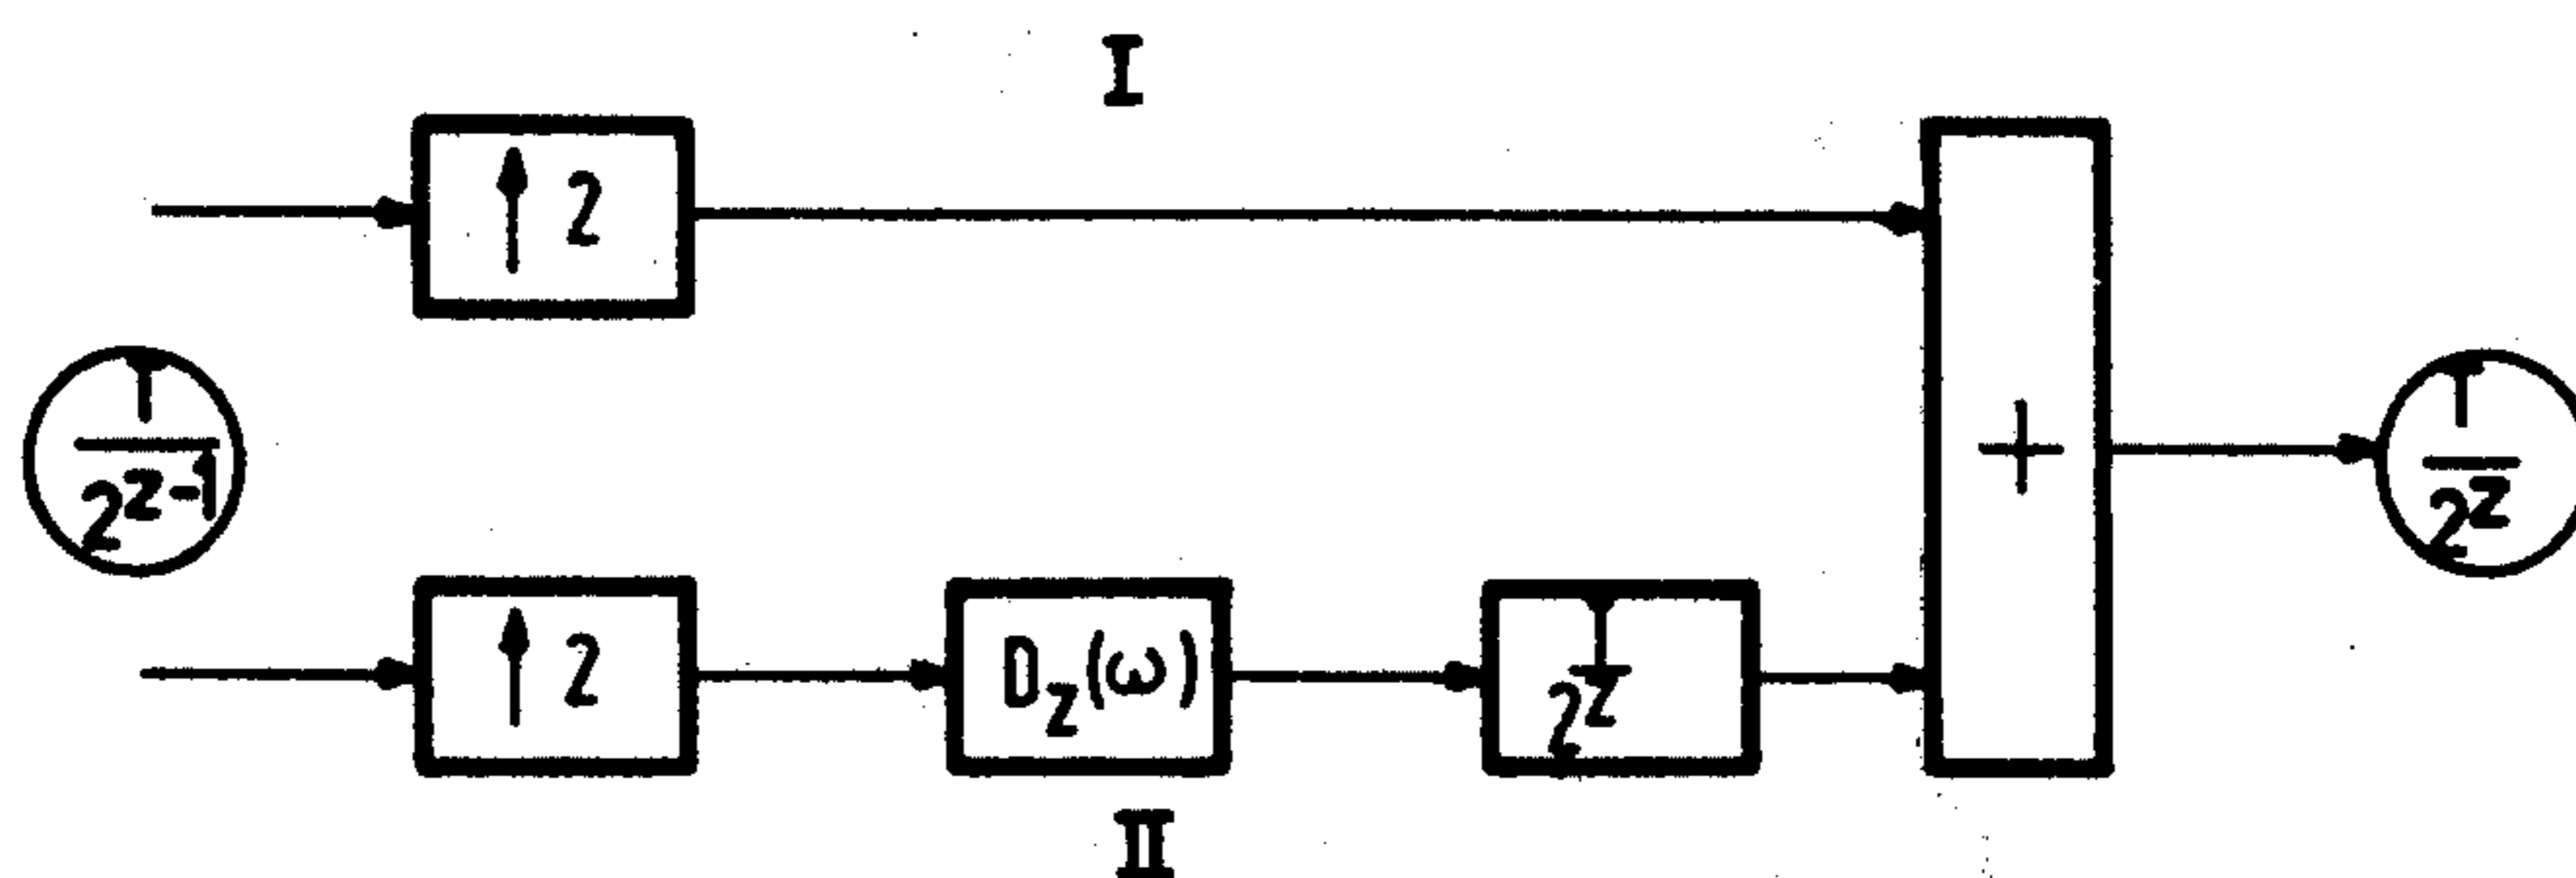 I
↑ 2
+
T/2^z-1
T/2^z
↑ 2
D_z(ω)
T/2^z
II